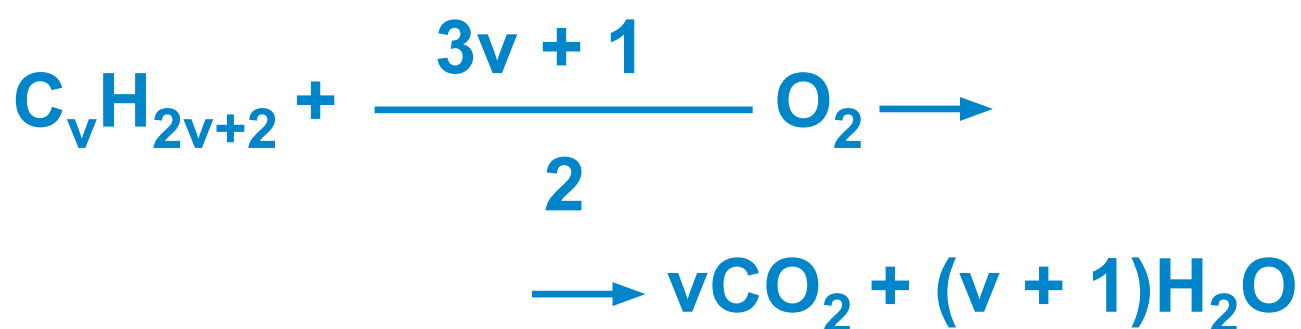 CᵥH₂ᵥ₊₂ + (3v + 1)/2 O₂ ⟶
⟶ vCO₂ + (v + 1)H₂O